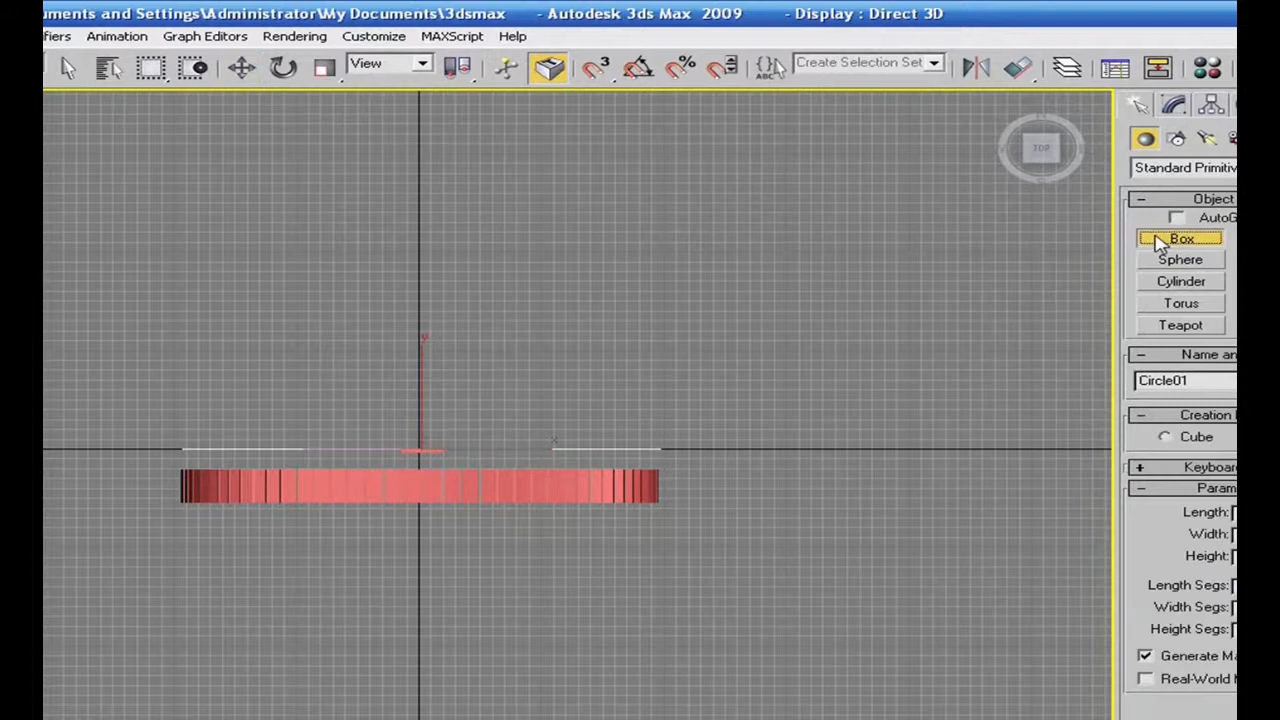 uments and Settings\Administrator\My Documents\3dsmax - Autodesk 3ds Max 2009 - Display : Direct 3D
fiers Animation Graph Editors Rendering Customize MAXScript Help
View 3 % ABC Create Selection Set
TOP
Standard Primitiv
- Object
AutoG
Box
Sphere
Cylinder
Torus
Teapot
- Name an
Circle01
- Creation
Cube
+ Keyboar
- Param
Length:
Width:
Height:
Length Segs:
Width Segs:
Height Segs:
Generate Ma
Real-World M
y
x